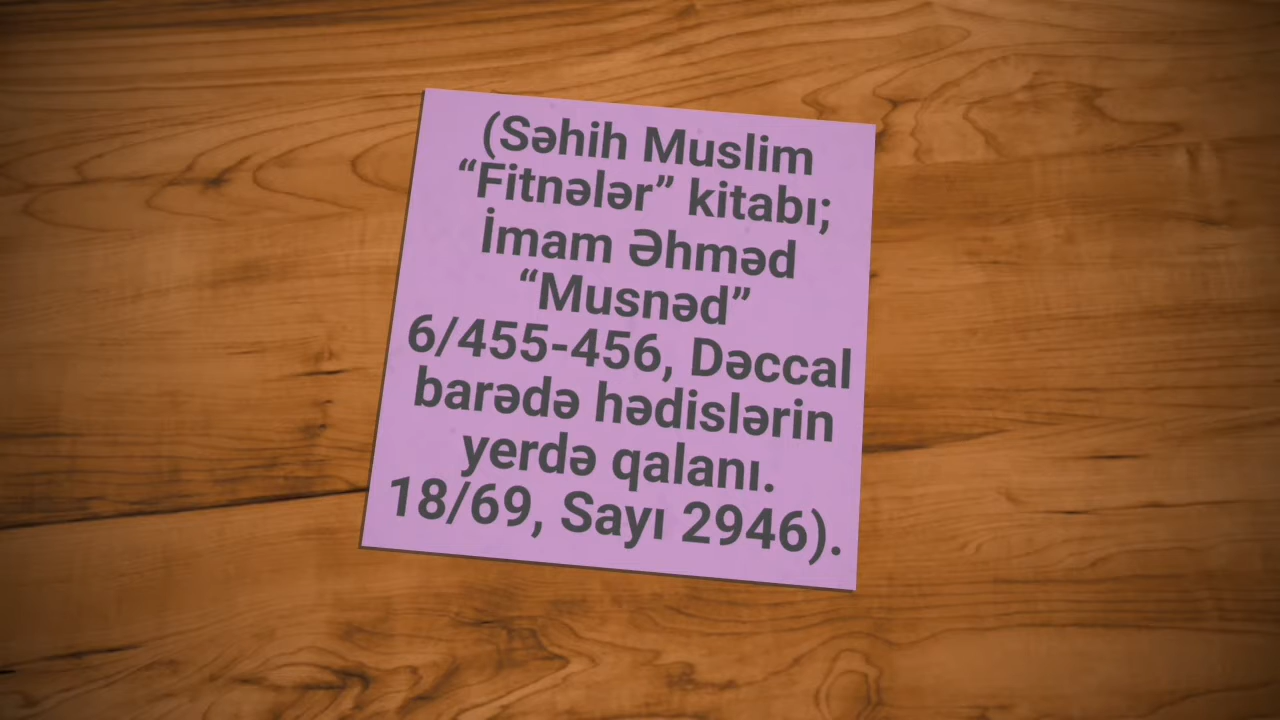 (Səhih Muslim
“Fitnələr” kitabı;
İmam Əhməd
“Musnəd”
6/455-456, Dəccal
barədə hədislərin
yerdə qalanı.
18/69, Sayı 2946).